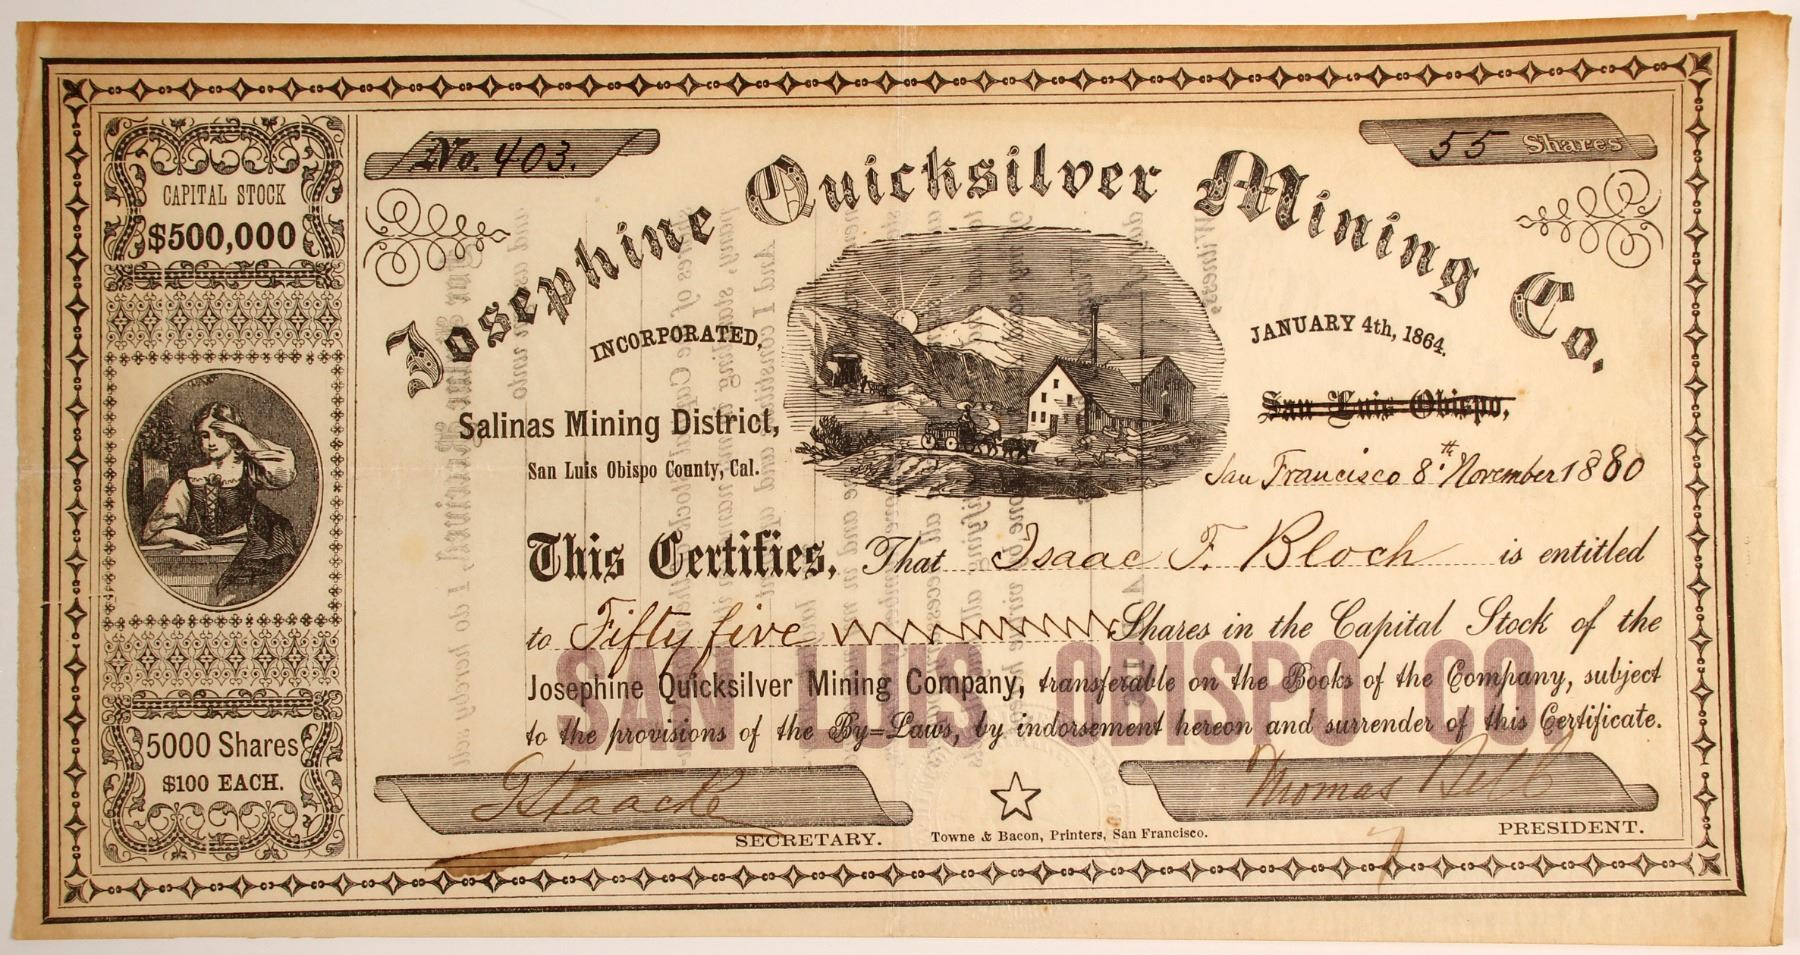 No. 403.
55 Shares
CAPITAL STOCK
$500,000
Josephine Quicksilver Mining Co.
INCORPORATED,
JANUARY 4th, 1864.
Salinas Mining District,
San Luis Obispo County, Cal.
San Luis Obispo,
San Francisco 8th November 1880
This Certifies, That Isaac F. Bloch is entitled
to Fifty five Shares in the Capital Stock of the
Josephine Quicksilver Mining Company, transferable on the Books of the Company, subject
to the provisions of the By=Laws, by indorsement hereon and surrender of this Certificate.
SAN LUIS OBISPO CO.
5000 Shares
$100 EACH.
Thomas
SECRETARY.
Towne & Bacon, Printers, San Francisco.
PRESIDENT.